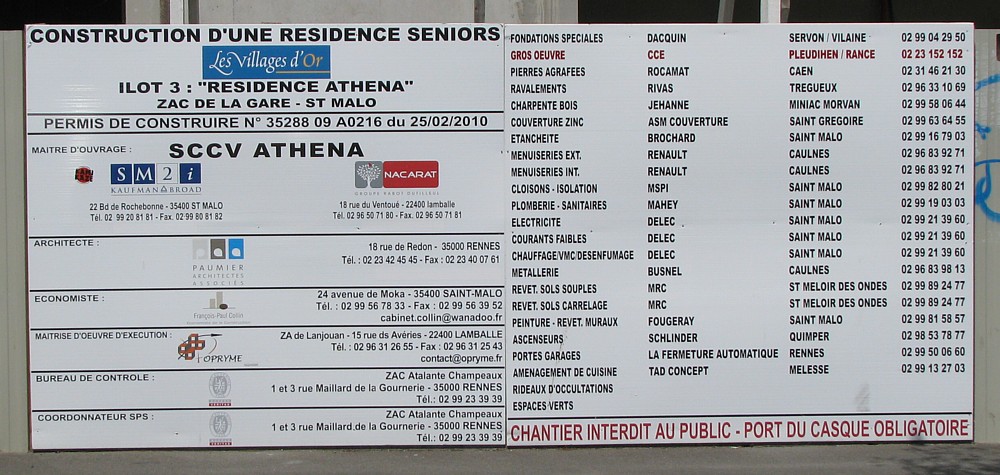 CONSTRUCTION D'UNE RESIDENCE SENIORS
Les Villages d'Or
ILOT 3 : "RESIDENCE ATHENA"
ZAC DE LA GARE - ST MALO
PERMIS DE CONSTRUIRE N° 35288 09 A0216 du 25/02/2010
MAITRE D'OUVRAGE :
SCCV ATHENA
SM2i
KAUFMAN & BROAD
22 Bd de Rochebonne - 35400 ST MALO
Tél. 02 99 20 81 81 - Fax. 02 99 80 81 82
NACARAT
GROUPE RABOT DUTILLEUL
18 rue du Ventoué - 22400 lamballe
Tél. 02 96 50 71 80 - Fax. 02 96 50 71 81
ARCHITECTE :
paa
PAUMIER
ARCHITECTES
ASSOCIÉS
18 rue de Redon - 35000 RENNES
Tél. : 02 23 42 45 45 - Fax : 02 23 40 07 61
ECONOMISTE :
François-Paul Collin
24 avenue de Moka - 35400 SAINT-MALO
Tél. : 02 99 56 78 33 - Fax : 02 99 56 39 52
cabinet.collin@wanadoo.fr
MAITRISE D'OEUVRE D'EXECUTION :
OPRYME
ZA de Lanjouan - 15 rue ds Avéries - 22400 LAMBALLE
Tél. : 02 96 31 26 55 - Fax : 02 96 31 25 43
contact@opryme.fr
BUREAU DE CONTROLE :
ZAC Atalante Champeaux
1 et 3 rue Maillard de la Gournerie - 35000 RENNES
Tél.: 02 99 23 39 39
COORDONNATEUR SPS :
ZAC Atalante Champeaux
1 et 3 rue Maillard.de la Gournerie - 35000 RENNES
Tél.: 02 99 23 39 39
FONDATIONS SPECIALES DACQUIN SERVON / VILAINE 02 99 04 29 50
GROS OEUVRE CCE PLEUDIHEN / RANCE 02 23 152 152
PIERRES AGRAFEES ROCAMAT CAEN 02 31 46 21 30
RAVALEMENTS RIVAS TREGUEUX 02 96 33 10 69
CHARPENTE BOIS JEHANNE MINIAC MORVAN 02 99 58 06 44
COUVERTURE ZINC ASM COUVERTURE SAINT GREGOIRE 02 99 63 64 55
ETANCHEITE BROCHARD SAINT MALO 02 99 16 79 03
MENUISERIES EXT. RENAULT CAULNES 02 96 83 92 71
MENUISERIES INT. RENAULT CAULNES 02 96 83 92 71
CLOISONS - ISOLATION MSPI SAINT MALO 02 99 82 80 21
PLOMBERIE - SANITAIRES MAHEY SAINT MALO 02 99 19 03 03
ELECTRICITE DELEC SAINT MALO 02 99 21 39 60
COURANTS FAIBLES DELEC SAINT MALO 02 99 21 39 60
CHAUFFAGE/VMC/DESENFUMAGE DELEC SAINT MALO 02 99 21 39 60
METALLERIE BUSNEL CAULNES 02 96 83 98 13
REVET. SOLS SOUPLES MRC ST MELOIR DES ONDES 02 99 89 24 77
REVET. SOLS CARRELAGE MRC ST MELOIR DES ONDES 02 99 89 24 77
PEINTURE - REVET. MURAUX FOUGERAY SAINT MALO 02 99 81 58 57
ASCENSEURS SCHLINDER QUIMPER 02 98 53 78 77
PORTES GARAGES LA FERMETURE AUTOMATIQUE RENNES 02 99 50 06 60
AMENAGEMENT DE CUISINE TAD CONCEPT MELESSE 02 99 13 27 03
RIDEAUX D'OCCULTATIONS
ESPACES VERTS
CHANTIER INTERDIT AU PUBLIC - PORT DU CASQUE OBLIGATOIRE